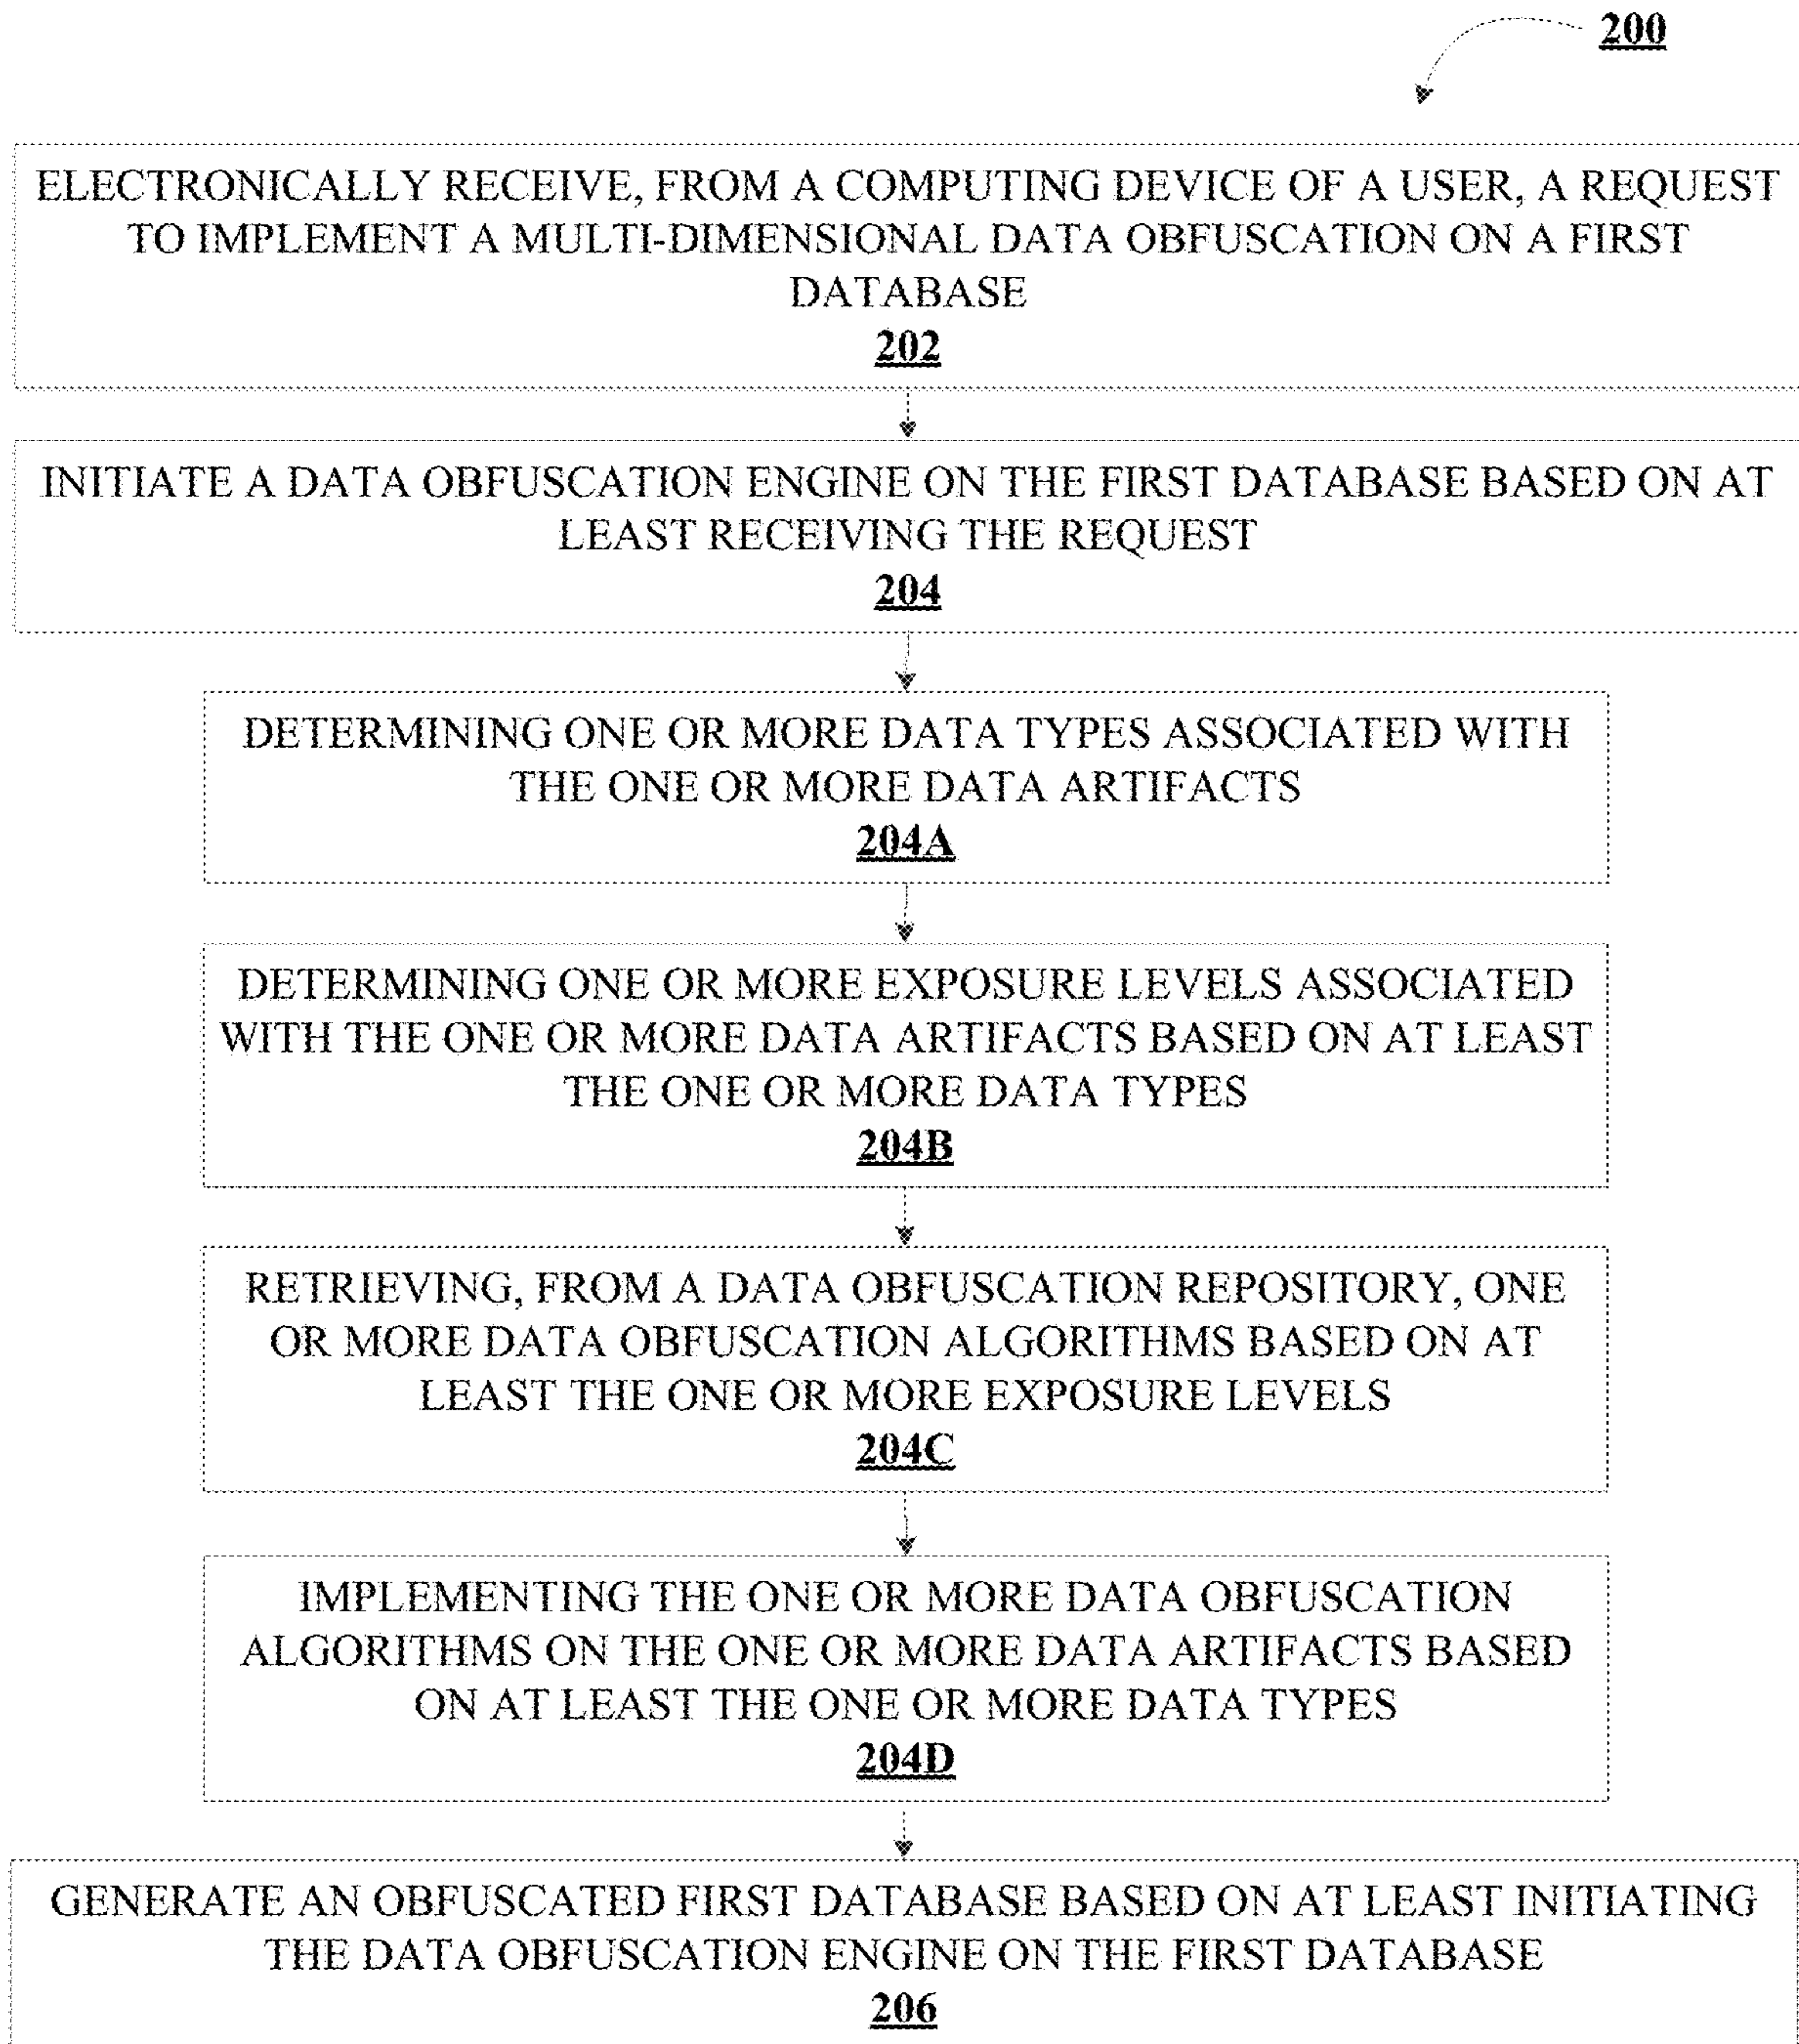 200
ELECTRONICALLY RECEIVE, FROM A COMPUTING DEVICE OF A USER, A REQUEST
TO IMPLEMENT A MULTI-DIMENSIONAL DATA OBFUSCATION ON A FIRST
DATABASE
202
INITIATE A DATA OBFUSCATION ENGINE ON THE FIRST DATABASE BASED ON AT
LEAST RECEIVING THE REQUEST
204
DETERMINING ONE OR MORE DATA TYPES ASSOCIATED WITH
THE ONE OR MORE DATA ARTIFACTS
204A
DETERMINING ONE OR MORE EXPOSURE LEVELS ASSOCIATED
WITH THE ONE OR MORE DATA ARTIFACTS BASED ON AT LEAST
THE ONE OR MORE DATA TYPES
204B
RETRIEVING, FROM A DATA OBFUSCATION REPOSITORY, ONE
OR MORE DATA OBFUSCATION ALGORITHMS BASED ON AT
LEAST THE ONE OR MORE EXPOSURE LEVELS
204C
IMPLEMENTING THE ONE OR MORE DATA OBFUSCATION
ALGORITHMS ON THE ONE OR MORE DATA ARTIFACTS BASED
ON AT LEAST THE ONE OR MORE DATA TYPES
204D
GENERATE AN OBFUSCATED FIRST DATABASE BASED ON AT LEAST INITIATING
THE DATA OBFUSCATION ENGINE ON THE FIRST DATABASE
206